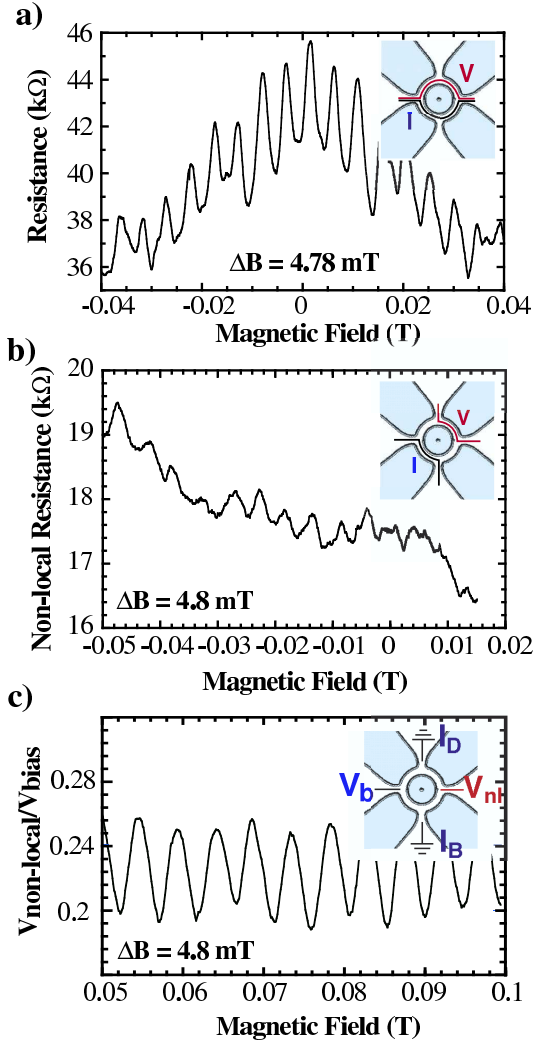 a)
Resistance (kΩ)
46
44
42
40
38
36
V
I
ΔB = 4.78 mT
-0.04
-0.02
0
0.02
0.04
Magnetic Field (T)
b)
Non-local Resistance (kΩ)
20
19
18
17
16
V
I
ΔB = 4.8 mT
-0.05
-0.04
-0.03
-0.02
-0.01
0
0.01
0.02
Magnetic Field (T)
c)
Vnon-local/Vbias
0.28
0.24
0.2
I_D
V_b
V_nl
I_B
ΔB = 4.8 mT
0.05
0.06
0.07
0.08
0.09
0.1
Magnetic Field (T)